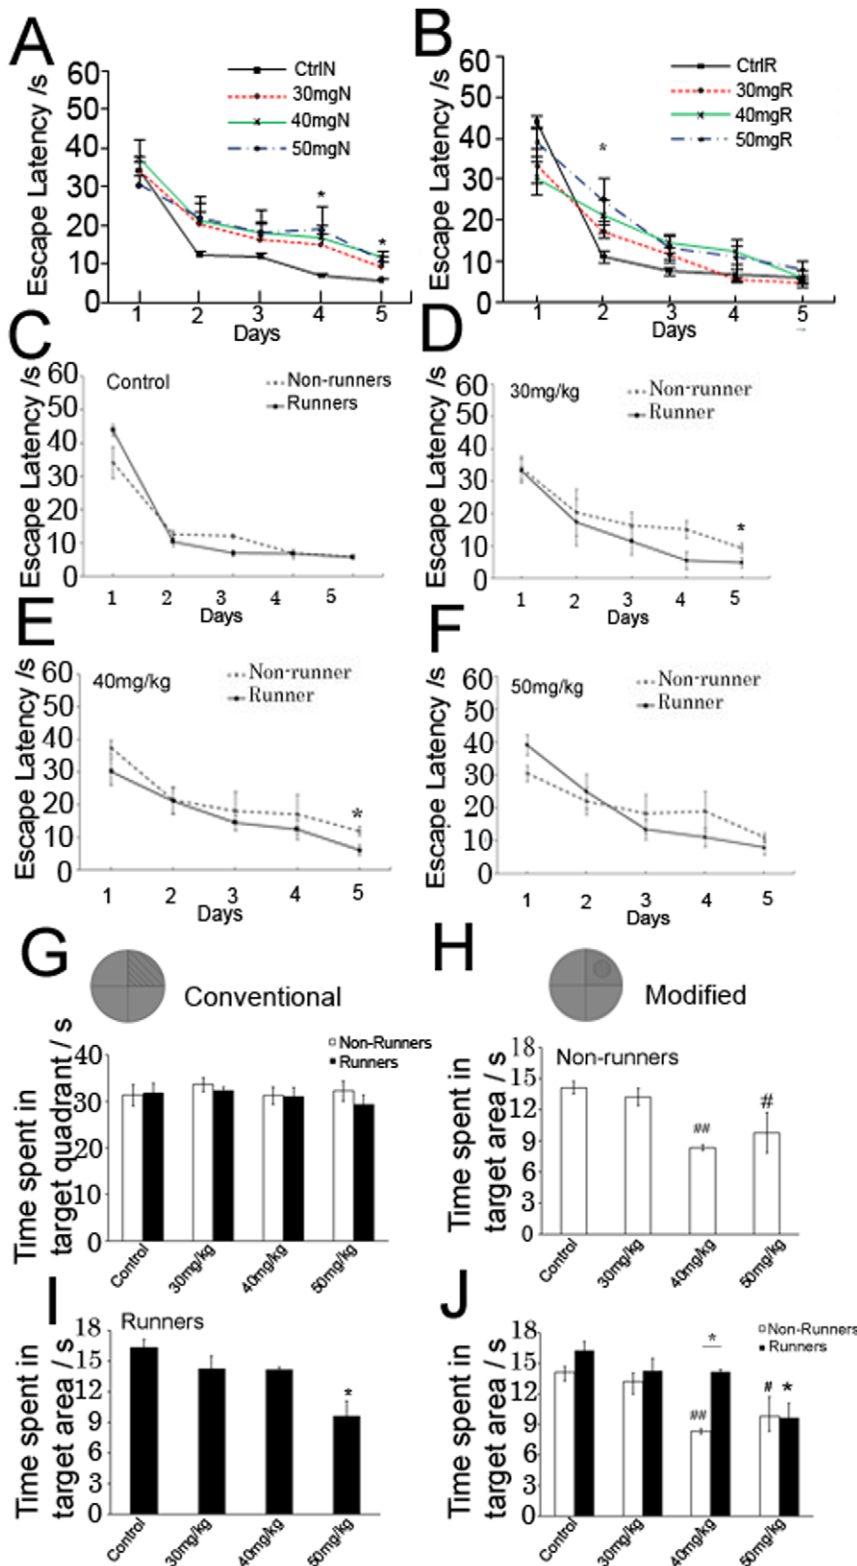 A
Escape Latency /s
60
50
40
30
20
10
0
CtrlN
30mgN
40mgN
50mgN
*
*
1 2 3 4 5
Days
B
Escape Latency /s
60
50
40
30
20
10
0
CtrlR
30mgR
40mgR
50mgR
*
1 2 3 4 5
Days
C
Escape Latency /s
60
50
40
30
20
10
0
Control
Non-runners
Runners
1 2 3 4 5
Days
D
Escape Latency /s
60
50
40
30
20
10
0
30mg/kg
Non-runner
Runner
*
1 2 3 4 5
Days
E
Escape Latency /s
60
50
40
30
20
10
0
40mg/kg
Non-runner
Runner
*
1 2 3 4 5
Days
F
Escape Latency /s
60
50
40
30
20
10
0
50mg/kg
Non-runner
Runner
1 2 3 4 5
Days
G
Conventional
Time spent in
target quadrant / s
40
30
20
10
0
Non-Runners
Runners
Control 30mg/kg 40mg/kg 50mg/kg
H
Modified
Time spent in
target area / s
18
15
12
9
6
3
0
Non-runners
##
#
Control 30mg/kg 40mg/kg 50mg/kg
I
Time spent in
target area / s
18
15
12
9
6
3
0
Runners
*
Control 30mg/kg 40mg/kg 50mg/kg
J
Time spent in
target area / s
18
15
12
9
6
3
0
Non-Runners
Runners
*
##
# *
Control 30mg/kg 40mg/kg 50mg/kg